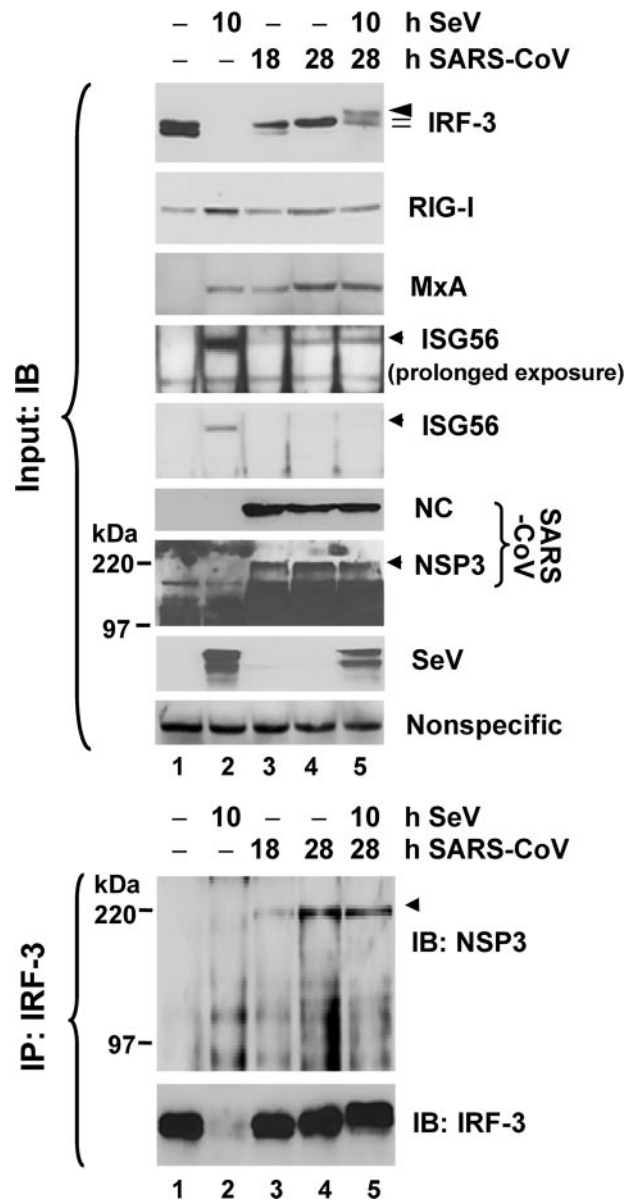 – 10 – – 10 h SeV
– – 18 28 28 h SARS-CoV
IRF-3
RIG-I
MxA
ISG56
(prolonged exposure)
ISG56
NC
kDa
220
NSP3
SARS
-CoV
97
SeV
Nonspecific
1 2 3 4 5
Input: IB
– 10 – – 10 h SeV
– – 18 28 28 h SARS-CoV
kDa
220
IB: NSP3
97
IB: IRF-3
1 2 3 4 5
IP: IRF-3